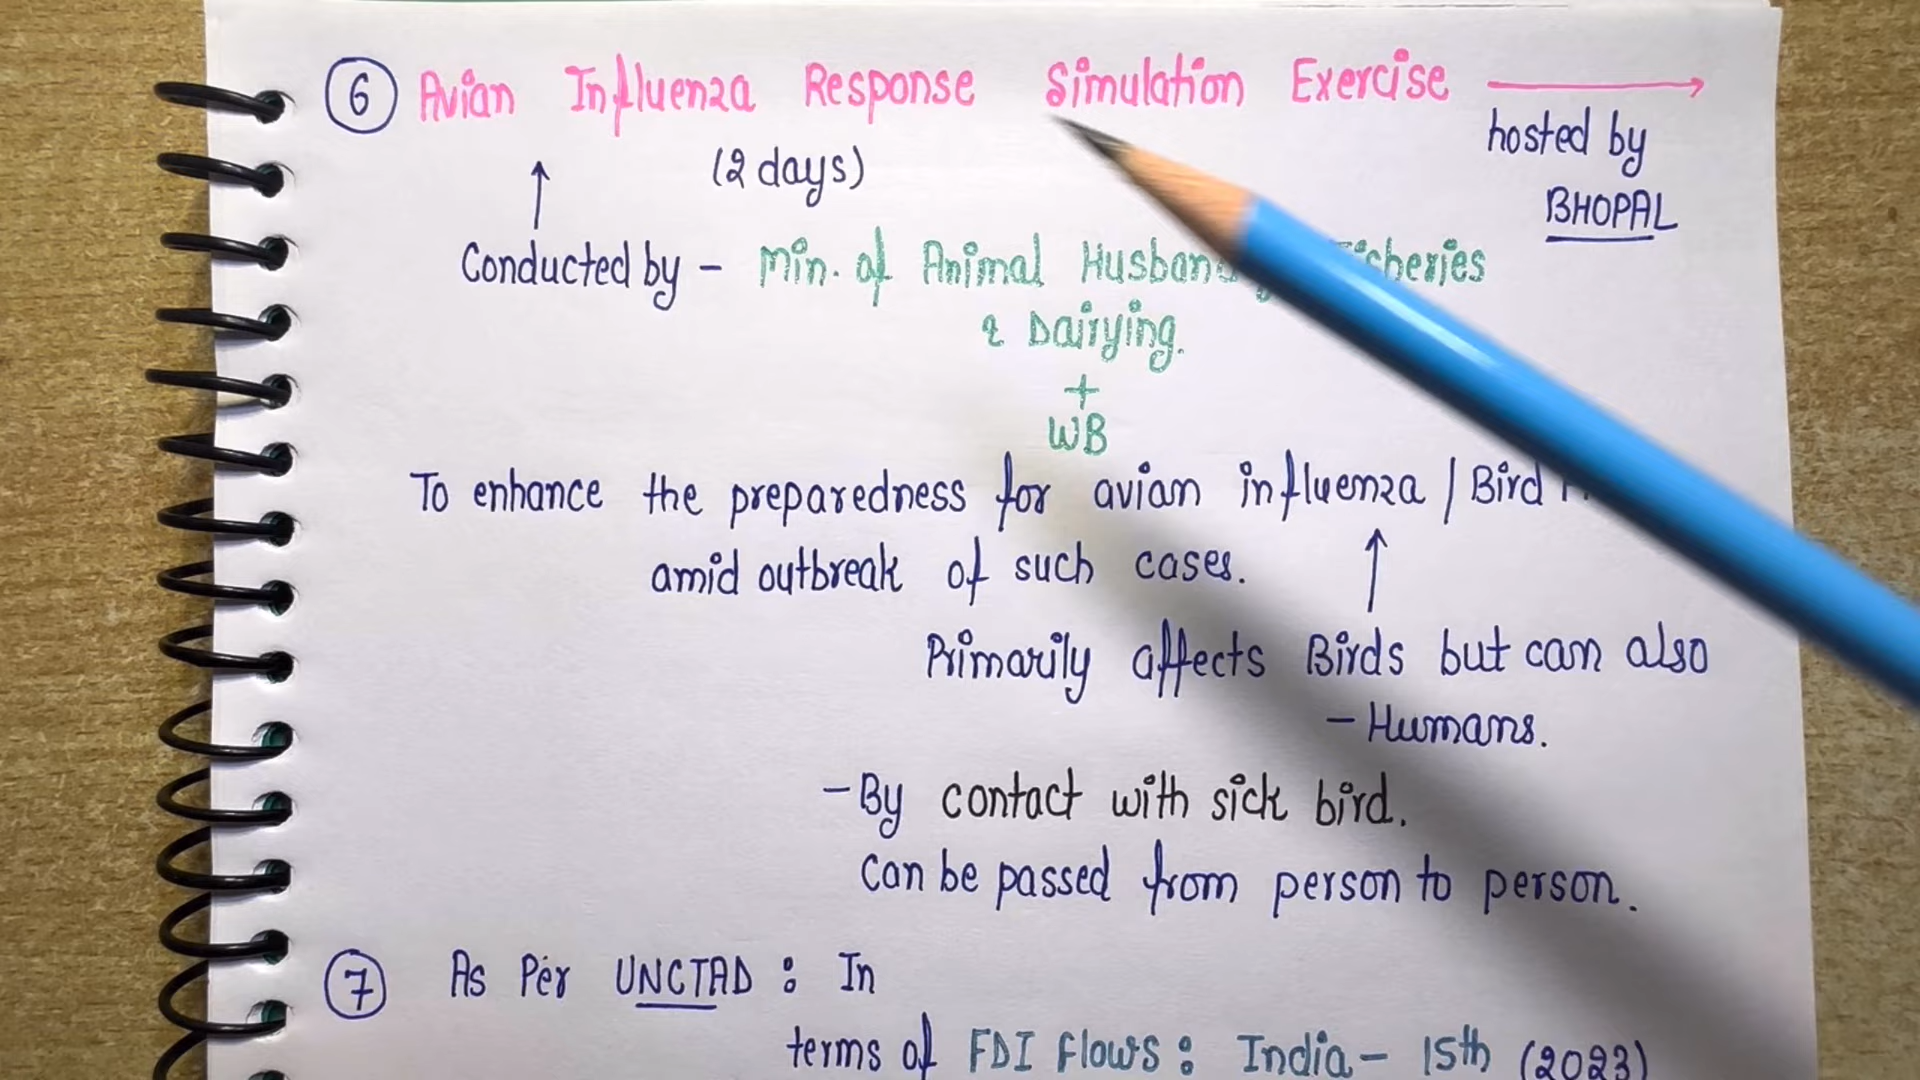 6 Avian Influenza Response Simulation Exercise →
(2 days)
hosted by
BHOPAL
↑
Conducted by - Min. of Animal
& Dairying.
+
WB
To enhance the preparedness for avian influenza / Bird
amid outbreak of such cases.
↑
Primarily affects Birds but can also
- Humans.
- By contact with sick bird.
Can be passed from person to person.
7 As Per UNCTAD : In
terms of FDI Flows : India - 15th (2023)